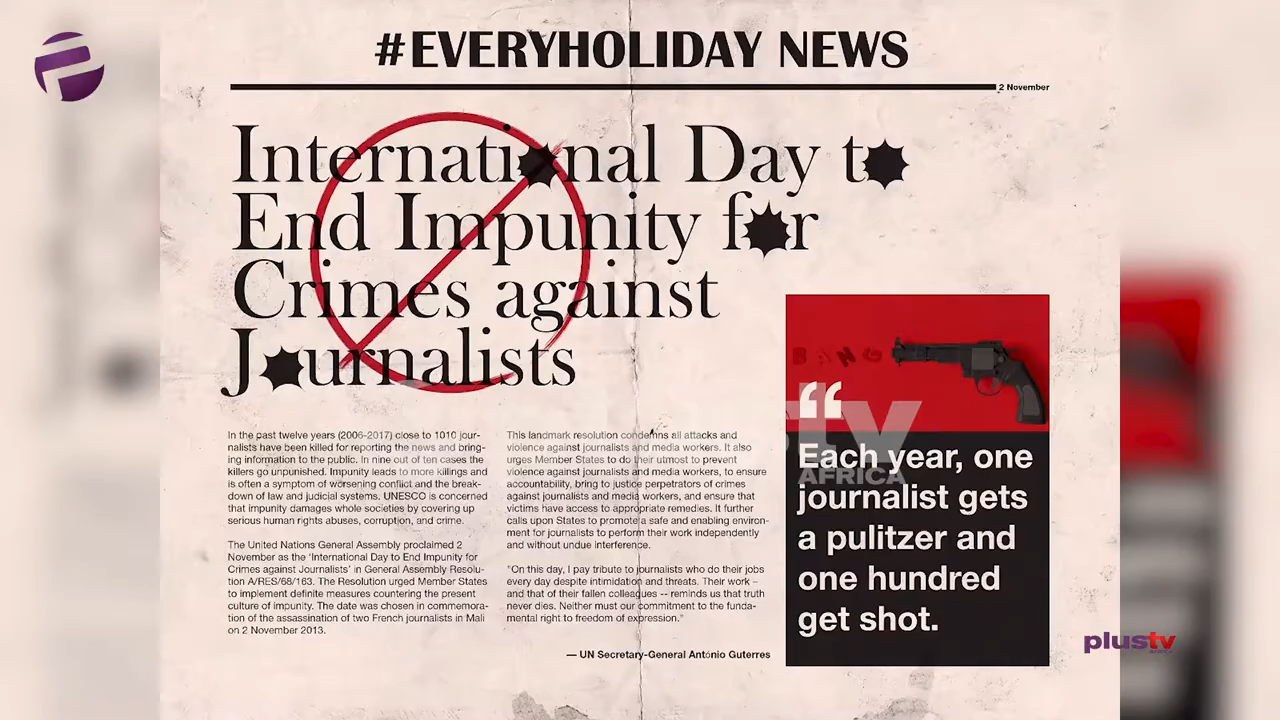 #EVERYHOLIDAY NEWS
2 November
International Day to
End Impunity for
Crimes against
Journalists
In the past twelve years (2006-2017) close to 1010 jour-
nalists have been killed for reporting the news and bring-
ing information to the public. In nine out of ten cases the
killers go unpunished. Impunity leads to more killings and
is often a symptom of worsening conflict and the break-
down of law and judicial systems. UNESCO is concerned
that impunity damages whole societies by covering up
serious human rights abuses, corruption, and crime.
The United Nations General Assembly proclaimed 2
November as the ‘International Day to End Impunity for
Crimes against Journalists’ in General Assembly Resolu-
tion A/RES/68/163. The Resolution urged Member States
to implement definite measures countering the present
culture of impunity. The date was chosen in commemora-
tion of the assassination of two French journalists in Mali
on 2 November 2013.
This landmark resolution condemns all attacks and
violence against journalists and media workers. It also
urges Member States to do their utmost to prevent
violence against journalists and media workers, to ensure
accountability, bring to justice perpetrators of crimes
against journalists and media workers, and ensure that
victims have access to appropriate remedies. It further
calls upon States to promote a safe and enabling environ-
ment for journalists to perform their work independently
and without undue interference.
"On this day, I pay tribute to journalists who do their jobs
every day despite intimidation and threats. Their work –
and that of their fallen colleagues -- reminds us that truth
never dies. Neither must our commitment to the funda-
mental right to freedom of expression."
— UN Secretary-General António Guterres
BANG
“
Each year, one
journalist gets
a pulitzer and
one hundred
get shot.
tv
AFRICA
plustv